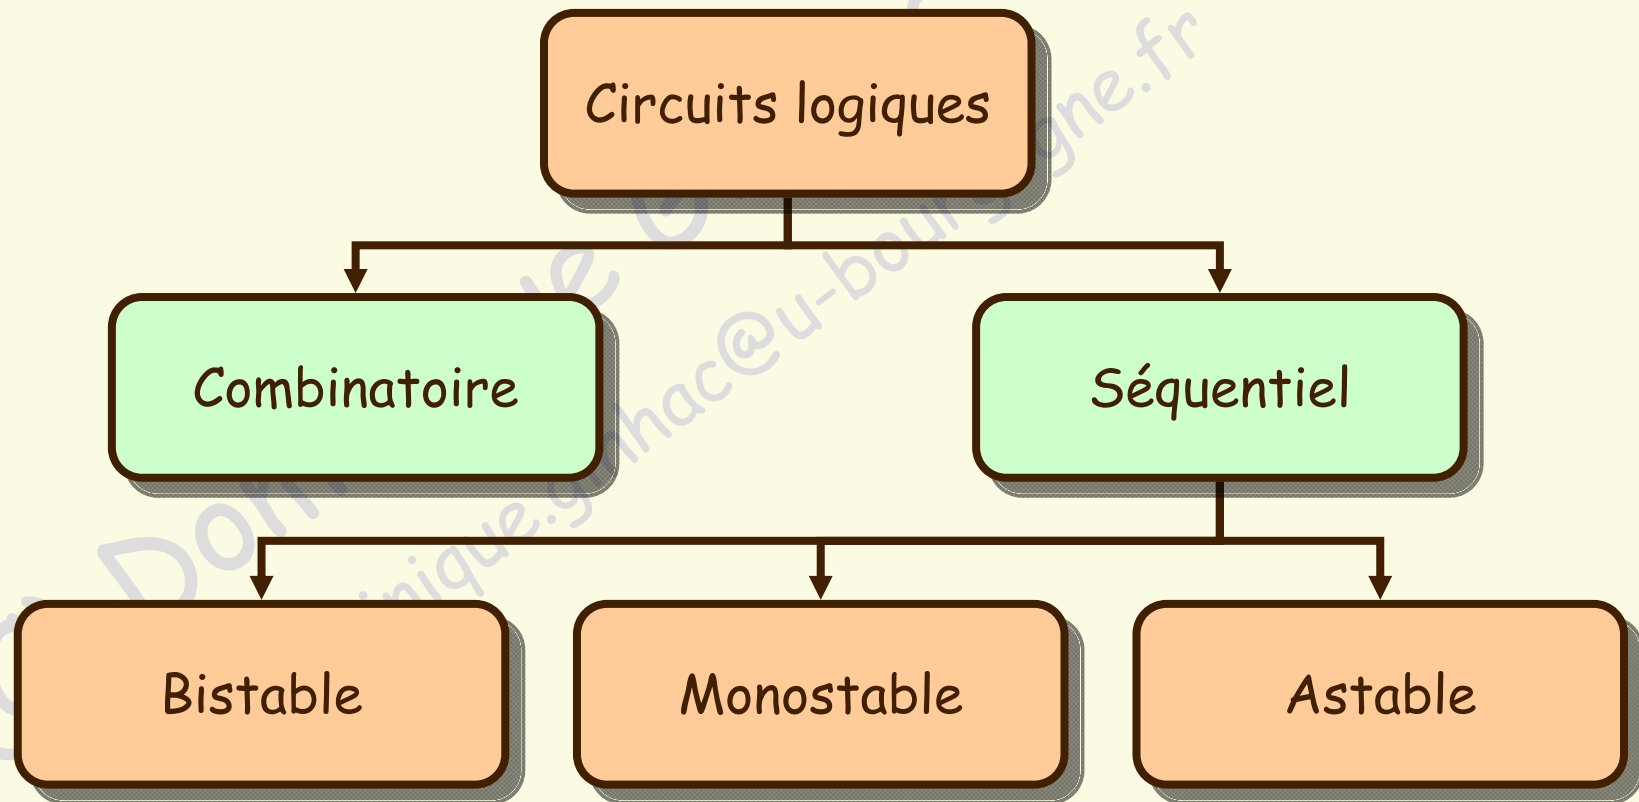 Circuits logiques
Combinatoire
Séquentiel
Bistable
Monostable
Astable